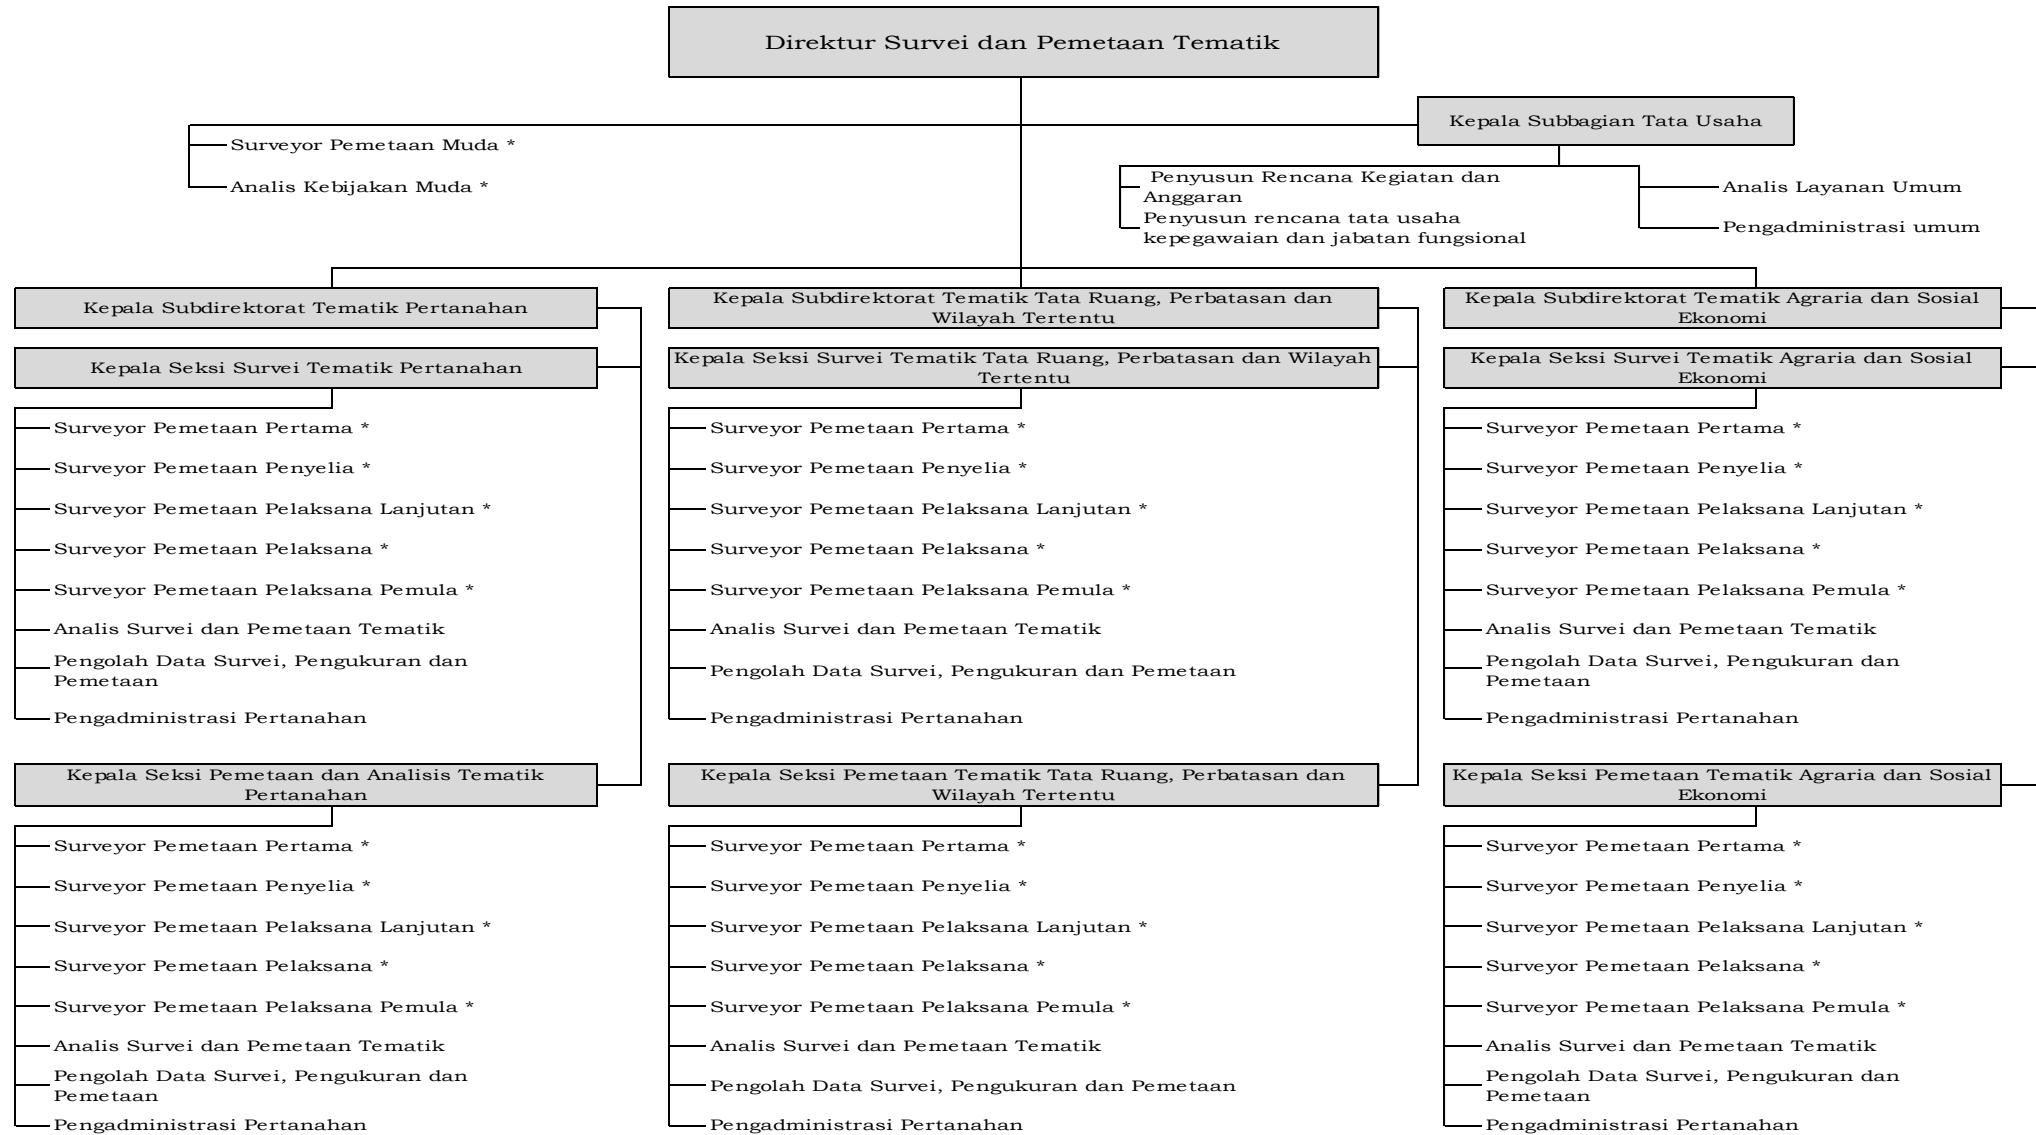 Direktur Survei dan Pemetaan Tematik
Kepala Subbagian Tata Usaha
Surveyor Pemetaan Muda *
Analis Kebijakan Muda *
Penyusun Rencana Kegiatan dan
Anggaran
Penyusun rencana tata usaha
kepegawaian dan jabatan fungsional
Analis Layanan Umum
Pengadministrasi umum
Kepala Subdirektorat Tematik Pertanahan
Kepala Seksi Survei Tematik Pertanahan
Surveyor Pemetaan Pertama *
Surveyor Pemetaan Penyelia *
Surveyor Pemetaan Pelaksana Lanjutan *
Surveyor Pemetaan Pelaksana *
Surveyor Pemetaan Pelaksana Pemula *
Analis Survei dan Pemetaan Tematik
Pengolah Data Survei, Pengukuran dan
Pemetaan
Pengadministrasi Pertanahan
Kepala Seksi Pemetaan dan Analisis Tematik
Pertanahan
Surveyor Pemetaan Pertama *
Surveyor Pemetaan Penyelia *
Surveyor Pemetaan Pelaksana Lanjutan *
Surveyor Pemetaan Pelaksana *
Surveyor Pemetaan Pelaksana Pemula *
Analis Survei dan Pemetaan Tematik
Pengolah Data Survei, Pengukuran dan
Pemetaan
Pengadministrasi Pertanahan
Kepala Subdirektorat Tematik Tata Ruang, Perbatasan dan
Wilayah Tertentu
Kepala Seksi Survei Tematik Tata Ruang, Perbatasan dan Wilayah
Tertentu
Surveyor Pemetaan Pertama *
Surveyor Pemetaan Penyelia *
Surveyor Pemetaan Pelaksana Lanjutan *
Surveyor Pemetaan Pelaksana *
Surveyor Pemetaan Pelaksana Pemula *
Analis Survei dan Pemetaan Tematik
Pengolah Data Survei, Pengukuran dan Pemetaan
Pengadministrasi Pertanahan
Kepala Seksi Pemetaan Tematik Tata Ruang, Perbatasan dan
Wilayah Tertentu
Surveyor Pemetaan Pertama *
Surveyor Pemetaan Penyelia *
Surveyor Pemetaan Pelaksana Lanjutan *
Surveyor Pemetaan Pelaksana *
Surveyor Pemetaan Pelaksana Pemula *
Analis Survei dan Pemetaan Tematik
Pengolah Data Survei, Pengukuran dan Pemetaan
Pengadministrasi Pertanahan
Kepala Subdirektorat Tematik Agraria dan Sosial
Ekonomi
Kepala Seksi Survei Tematik Agraria dan Sosial
Ekonomi
Surveyor Pemetaan Pertama *
Surveyor Pemetaan Penyelia *
Surveyor Pemetaan Pelaksana Lanjutan *
Surveyor Pemetaan Pelaksana *
Surveyor Pemetaan Pelaksana Pemula *
Analis Survei dan Pemetaan Tematik
Pengolah Data Survei, Pengukuran dan
Pemetaan
Pengadministrasi Pertanahan
Kepala Seksi Pemetaan Tematik Agraria dan Sosial
Ekonomi
Surveyor Pemetaan Pertama *
Surveyor Pemetaan Penyelia *
Surveyor Pemetaan Pelaksana Lanjutan *
Surveyor Pemetaan Pelaksana *
Surveyor Pemetaan Pelaksana Pemula *
Analis Survei dan Pemetaan Tematik
Pengolah Data Survei, Pengukuran dan
Pemetaan
Pengadministrasi Pertanahan